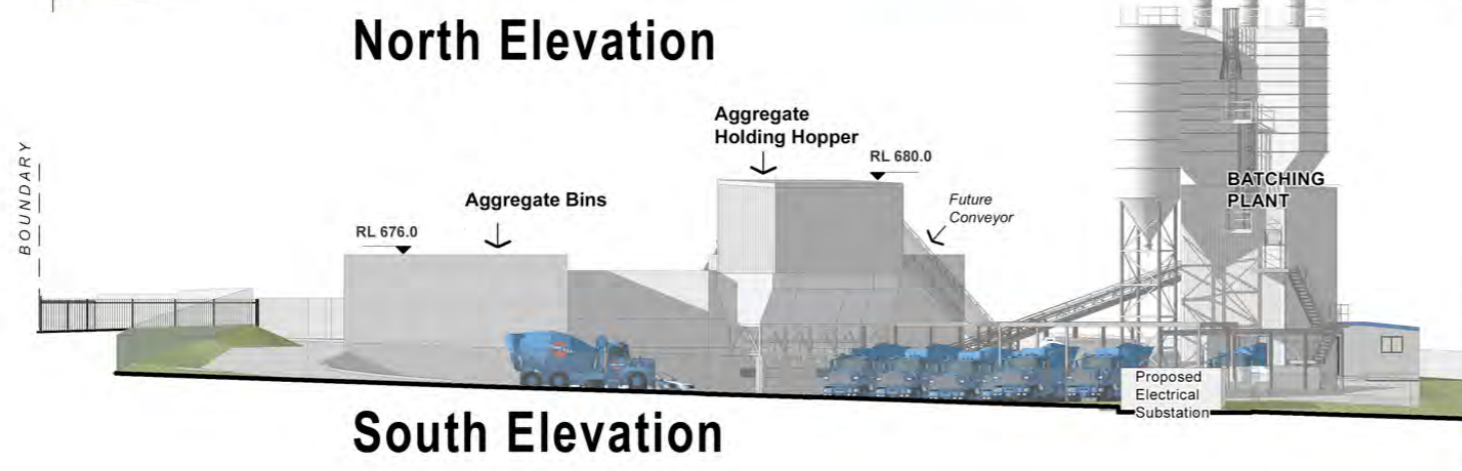 North Elevation
BOUNDARY
Aggregate
Holding Hopper
RL 680.0
BATCHING
PLANT
Aggregate Bins
Future
Conveyor
RL 676.0
Proposed
Electrical
Substation
South Elevation